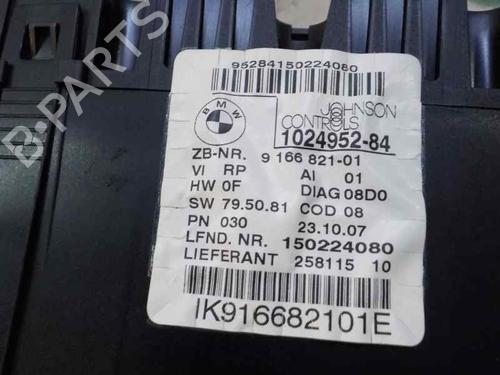 95284150224080
BMW
JOHNSON
CONTROLS
1024952-84
ZB-NR. 9 166 821-01
VI RP AI 01
HW 0F DIAG 08D0
SW 79.50.81 COD 08
PN 030 23.10.07
LFND. NR. 150224080
LIEFERANT 258115 10
IK916682101E
B-PARTS
B-PARTS
B-PARTS